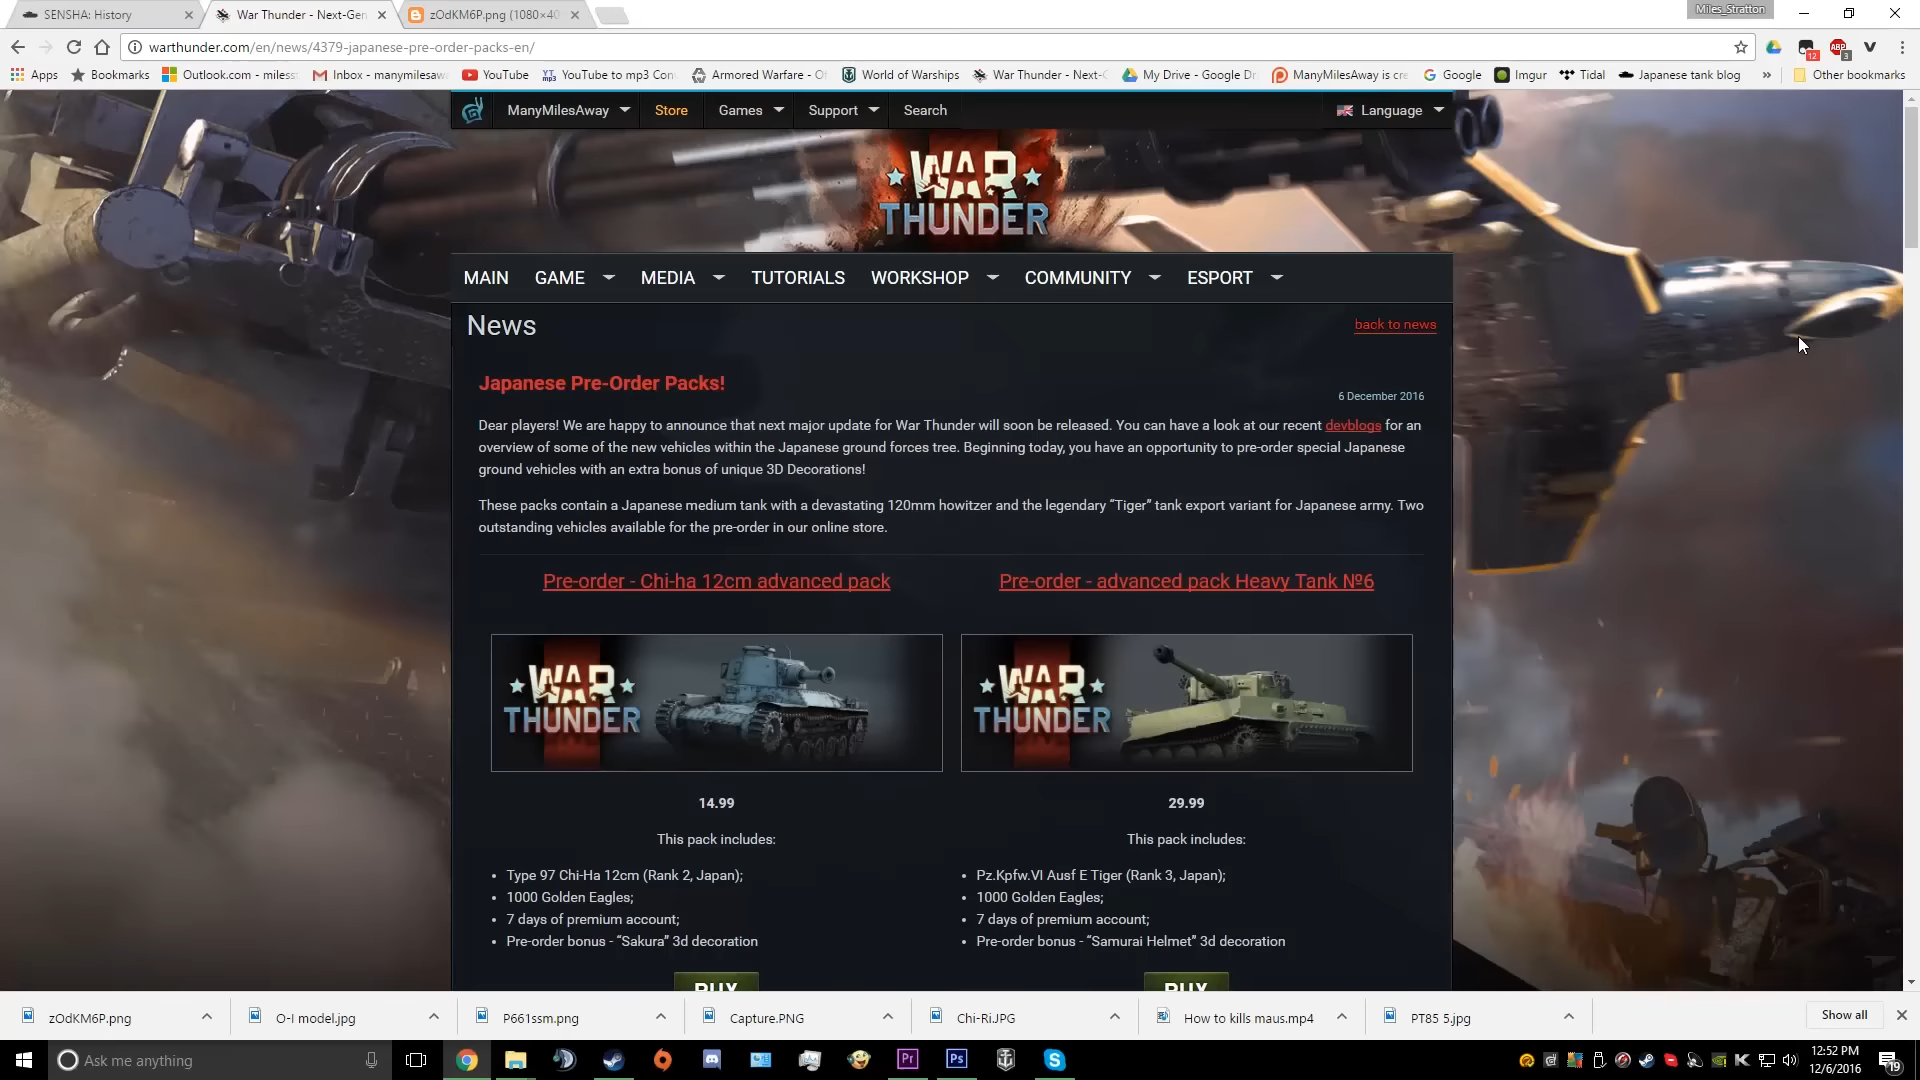 SENSHA: History
War Thunder - Next-Gen
zOdKM6P.png (1080×40
Miles_Stratton
warthunder.com/en/news/4379-japanese-pre-order-packs-en/
12
ABP
3
Apps
Bookmarks
Outlook.com - miless
Inbox - manymilesaw
YouTube
YouTube to mp3 Con
Armored Warfare - O
World of Warships
War Thunder - Next-G
My Drive - Google Dr
ManyMilesAway is cre
Google
Imgur
Tidal
Japanese tank blog
»
Other bookmarks
ManyMilesAway
Store
Games
Support
Search
Language
WAR
THUNDER
MAIN
GAME
MEDIA
TUTORIALS
WORKSHOP
COMMUNITY
ESPORT
News
back to news
Japanese Pre-Order Packs!
6 December 2016
Dear players! We are happy to announce that next major update for War Thunder will soon be released. You can have a look at our recent devblogs for an
overview of some of the new vehicles within the Japanese ground forces tree. Beginning today, you have an opportunity to pre-order special Japanese
ground vehicles with an extra bonus of unique 3D Decorations!
These packs contain a Japanese medium tank with a devastating 120mm howitzer and the legendary “Tiger” tank export variant for Japanese army. Two
outstanding vehicles available for the pre-order in our online store.
Pre-order - Chi-ha 12cm advanced pack
Pre-order - advanced pack Heavy Tank №6
WAR
THUNDER
WAR
THUNDER
14.99
29.99
This pack includes:
This pack includes:
• Type 97 Chi-Ha 12cm (Rank 2, Japan);
• 1000 Golden Eagles;
• 7 days of premium account;
• Pre-order bonus - “Sakura” 3d decoration
• Pz.Kpfw.VI Ausf E Tiger (Rank 3, Japan);
• 1000 Golden Eagles;
• 7 days of premium account;
• Pre-order bonus - “Samurai Helmet” 3d decoration
BUY
BUY
zOdKM6P.png
O-I model.jpg
P661ssm.png
Capture.PNG
Chi-Ri.JPG
How to kills maus.mp4
PT85 5.jpg
Show all
Ask me anything
Pr
Ps
12:52 PM
12/6/2016
19